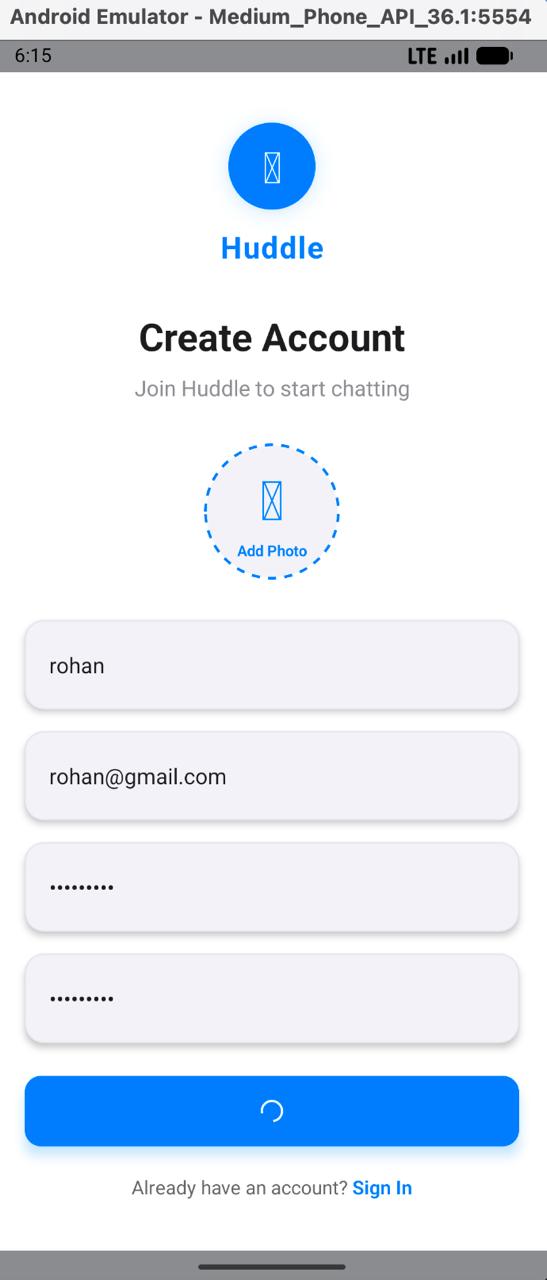 Android Emulator - Medium_Phone_API_36.1:5554
6:15 LTE
Huddle
Create Account
Join Huddle to start chatting
Add Photo
rohan
rohan@gmail.com
•••••••••
•••••••••
Already have an account? Sign In